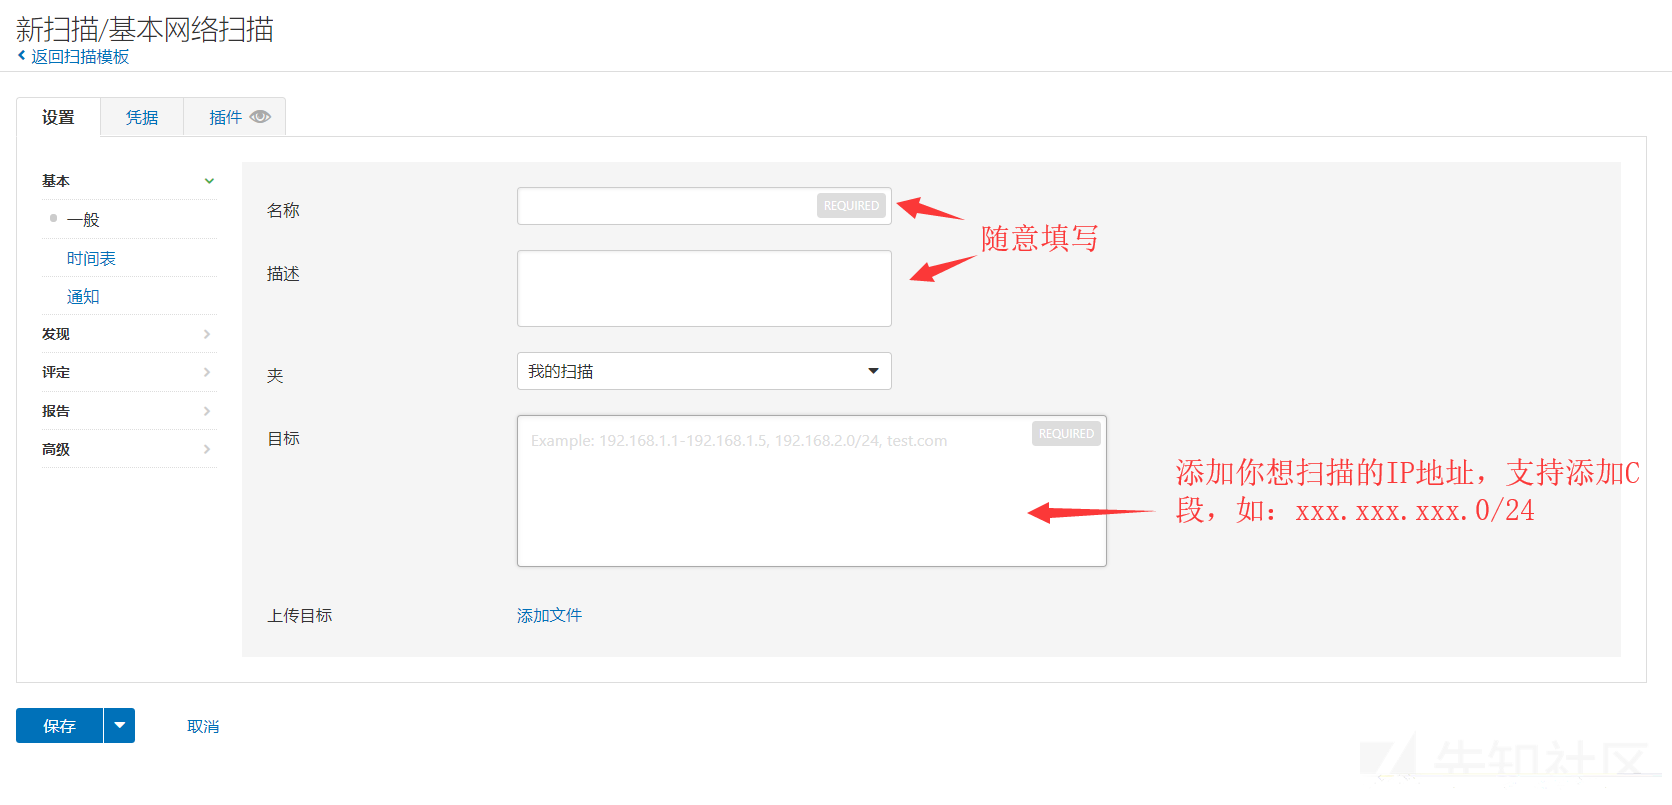 新扫描/基本网络扫描
返回扫描模板
设置
凭据
插件
基本
一般
时间表
通知
发现
评定
报告
高级
名称
REQUIRED
随意填写
描述
夹
我的扫描
目标
Example: 192.168.1.1-192.168.1.5, 192.168.2.0/24, test.com
REQUIRED
添加你想扫描的IP地址，支持添加C
段，如：xxx.xxx.xxx.0/24
上传目标
添加文件
保存
取消
先知社区